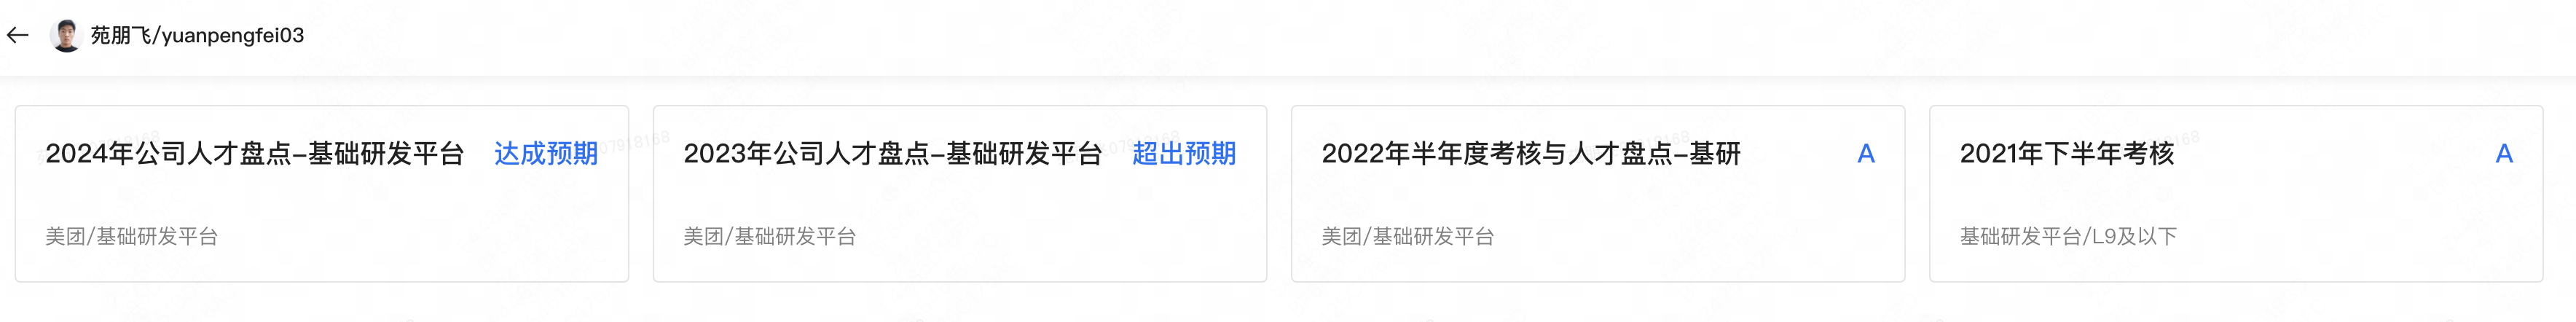 苑朋飞/yuanpengfei03
2024年公司人才盘点-基础研发平台 达成预期
美团/基础研发平台
2023年公司人才盘点-基础研发平台 超出预期
美团/基础研发平台
2022年半年度考核与人才盘点-基研 A
美团/基础研发平台
2021年下半年考核 A
基础研发平台/L9及以下